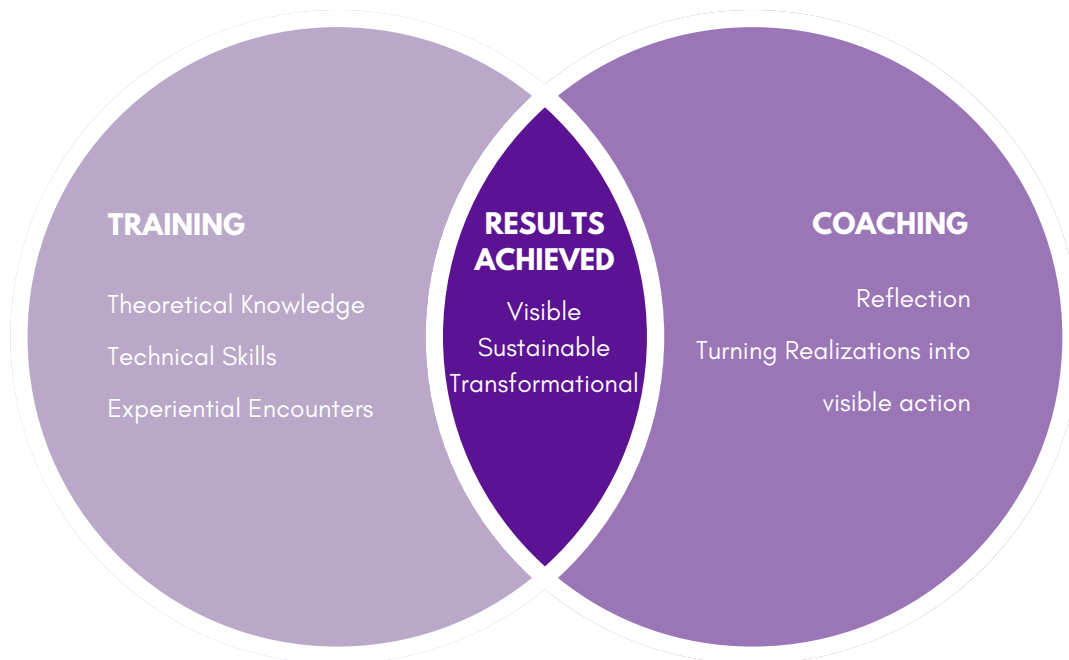 TRAINING
Theoretical Knowledge
Technical Skills
Experiential Encounters
RESULTS
ACHIEVED
Visible
Sustainable
Transformational
COACHING
Reflection
Turning Realizations into
visible action